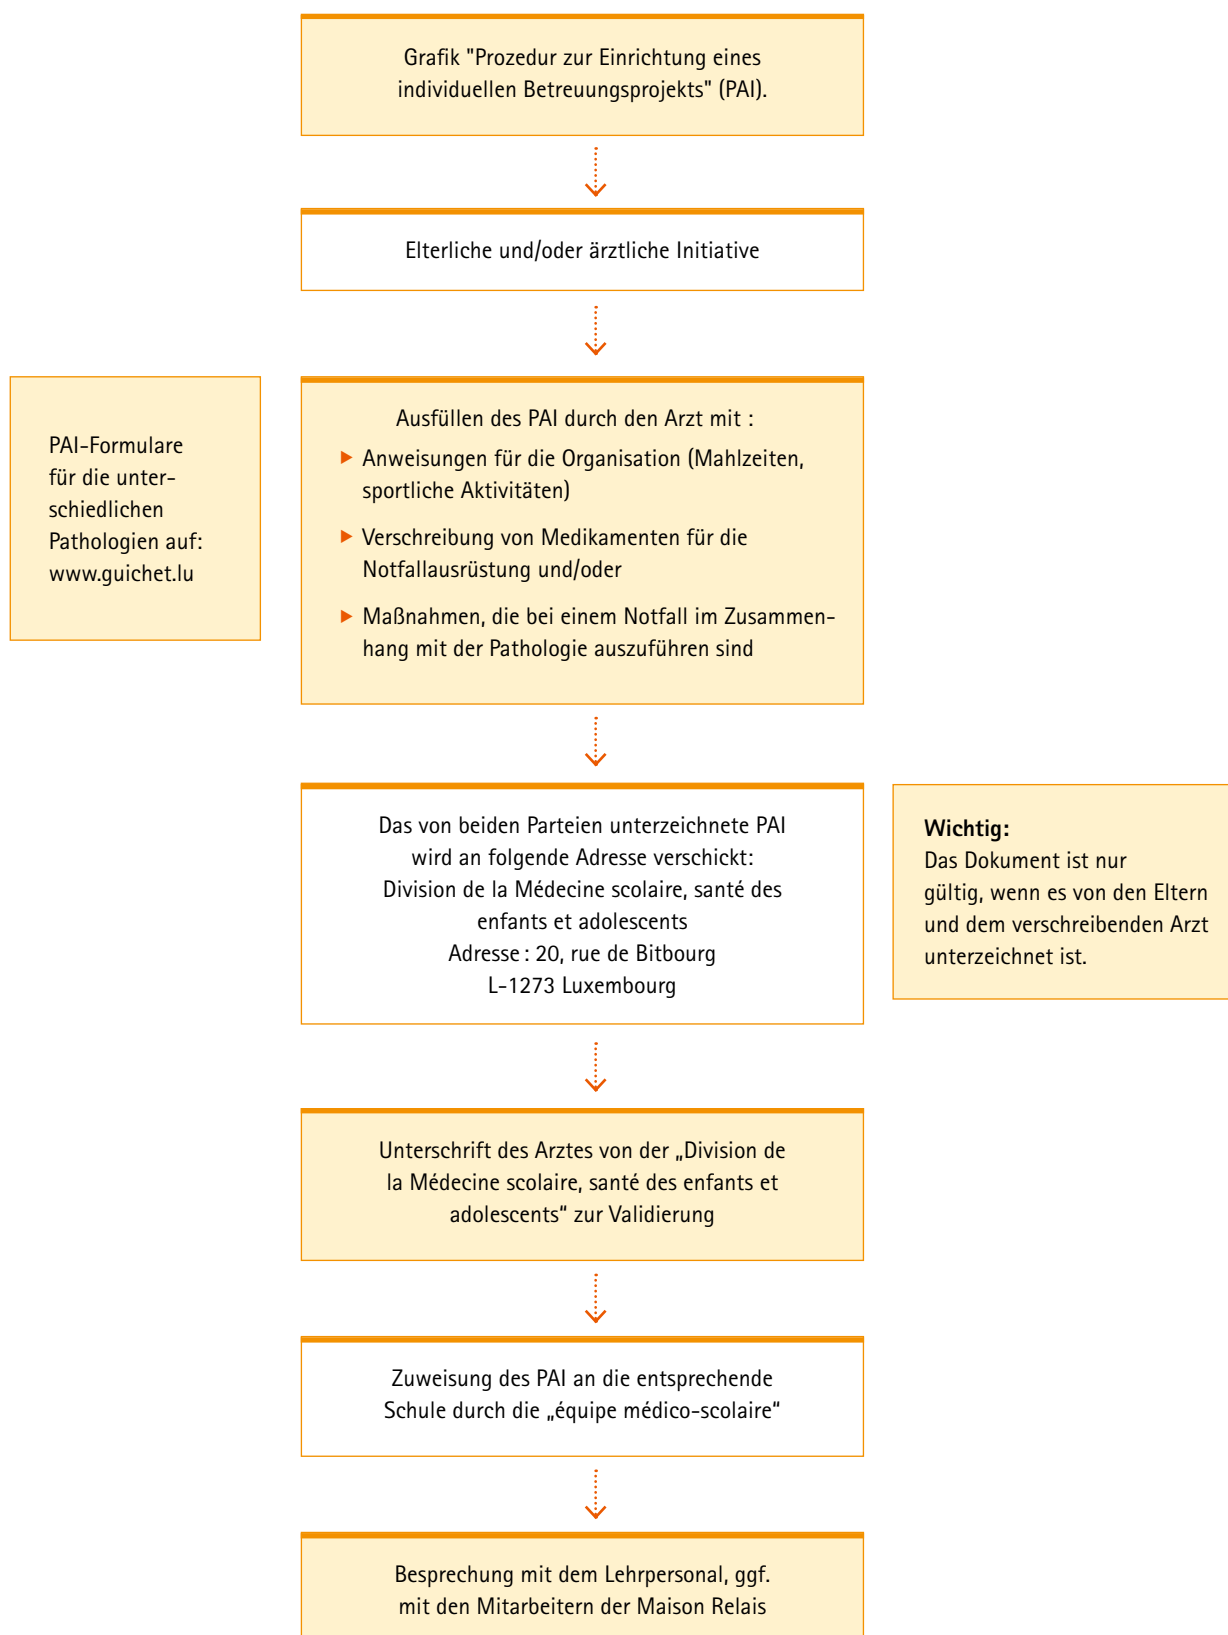 Grafik "Prozedur zur Einrichtung eines
individuellen Betreuungsprojekts" (PAI).
Elterliche und/oder ärztliche Initiative
PAI-Formulare
für die unter-
schiedlichen
Pathologien auf:
www.guichet.lu
Ausfüllen des PAI durch den Arzt mit :
▶ Anweisungen für die Organisation (Mahlzeiten,
sportliche Aktivitäten)
▶ Verschreibung von Medikamenten für die
Notfallausrüstung und/oder
▶ Maßnahmen, die bei einem Notfall im Zusammen-
hang mit der Pathologie auszuführen sind
Das von beiden Parteien unterzeichnete PAI
wird an folgende Adresse verschickt:
Division de la Médecine scolaire, santé des
enfants et adolescents
Adresse : 20, rue de Bitbourg
L-1273 Luxembourg
Wichtig:
Das Dokument ist nur
gültig, wenn es von den Eltern
und dem verschreibenden Arzt
unterzeichnet ist.
Unterschrift des Arztes von der „Division de
la Médecine scolaire, santé des enfants et
adolescents“ zur Validierung
Zuweisung des PAI an die entsprechende
Schule durch die „équipe médico-scolaire“
Besprechung mit dem Lehrpersonal, ggf.
mit den Mitarbeitern der Maison Relais